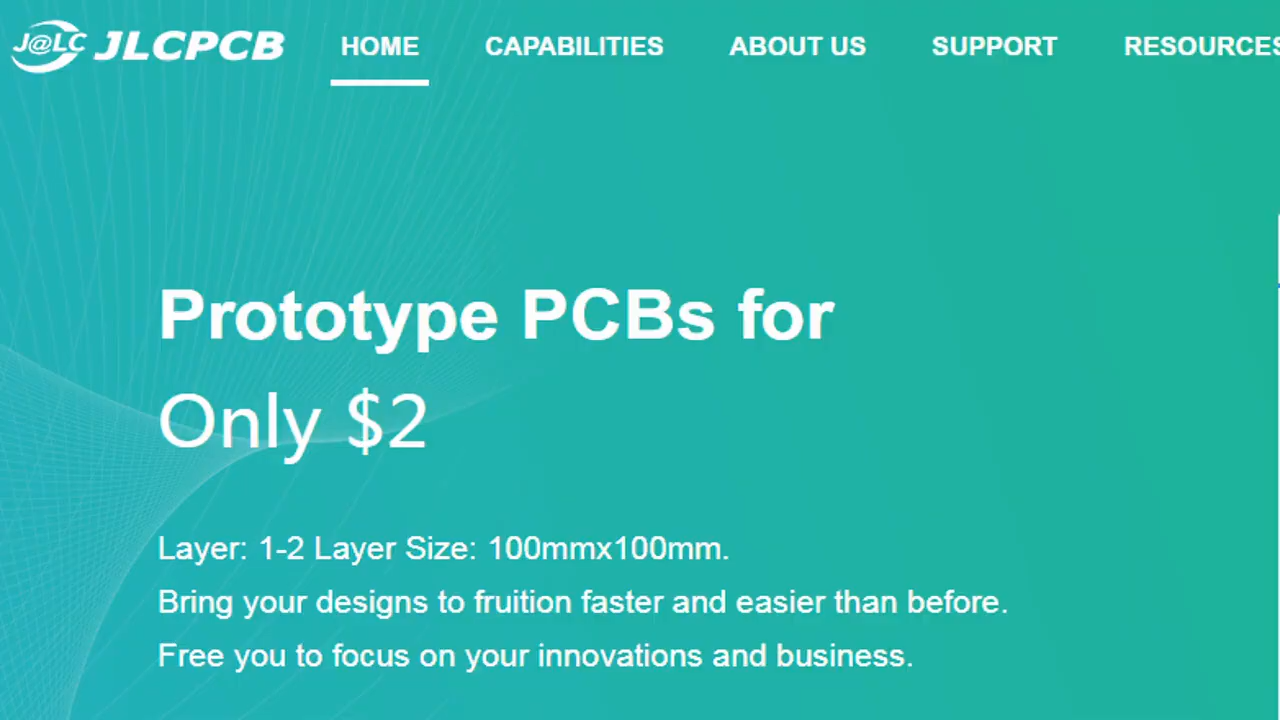 J@LC JLCPCB HOME CAPABILITIES ABOUT US SUPPORT RESOURCES
Prototype PCBs for
Only $2
Layer: 1-2 Layer Size: 100mmx100mm.
Bring your designs to fruition faster and easier than before.
Free you to focus on your innovations and business.